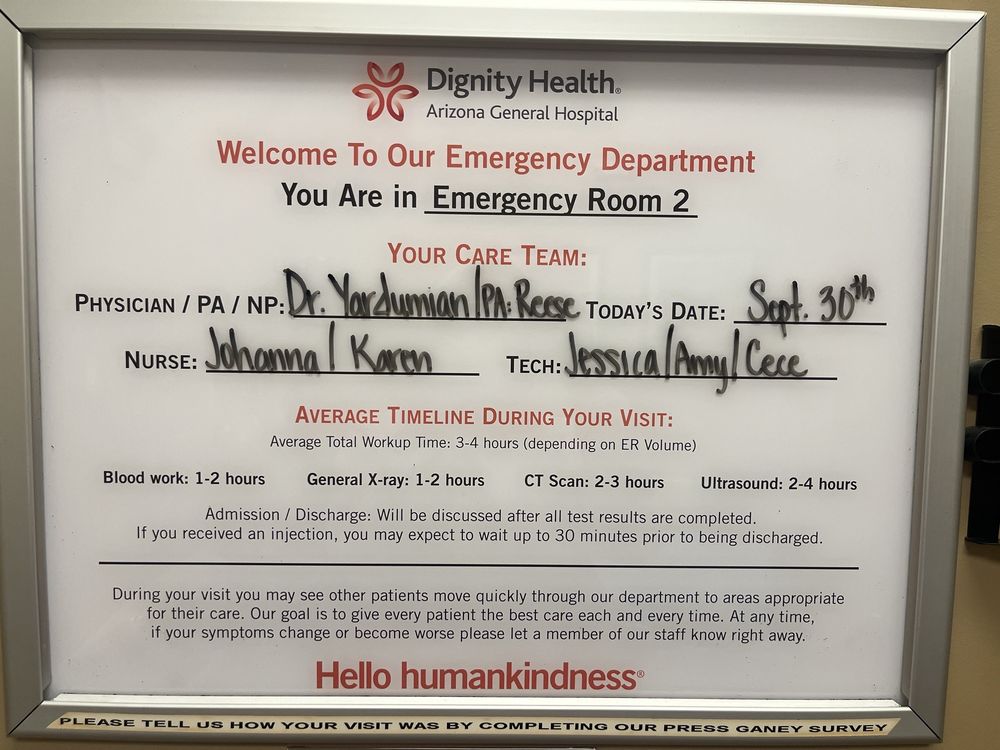 Dignity Health®
Arizona General Hospital
Welcome To Our Emergency Department
You Are in Emergency Room 2
YOUR CARE TEAM:
PHYSICIAN / PA / NP: Dr. Yardumian/PA: Reese TODAY'S DATE: Sept. 30th
NURSE: Johanna / Karen TECH: Jessica/Amy/Cece
AVERAGE TIMELINE DURING YOUR VISIT:
Average Total Workup Time: 3-4 hours (depending on ER Volume)
Blood work: 1-2 hours General X-ray: 1-2 hours CT Scan: 2-3 hours Ultrasound: 2-4 hours
Admission / Discharge: Will be discussed after all test results are completed.
If you received an injection, you may expect to wait up to 30 minutes prior to being discharged.
During your visit you may see other patients move quickly through our department to areas appropriate
for their care. Our goal is to give every patient the best care each and every time. At any time,
if your symptoms change or become worse please let a member of our staff know right away.
Hello humankindness®
PLEASE TELL US HOW YOUR VISIT WAS BY COMPLETING OUR PRESS GANEY SURVEY